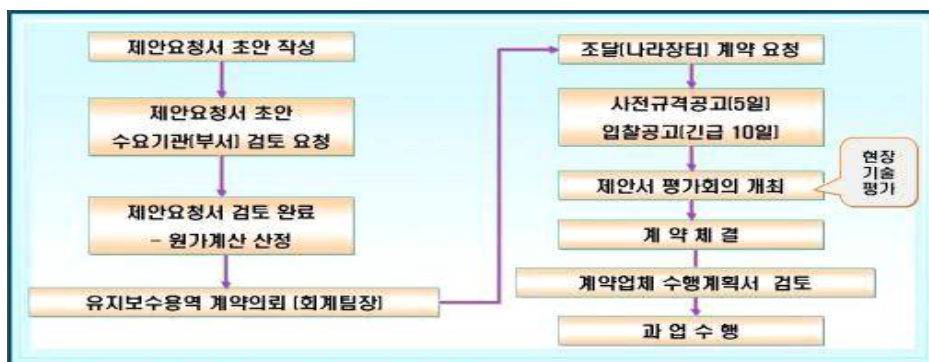 제안요청서 초안 작성
제안요청서 초안
수요기관(부서) 검토 요청
제안요청서 검토 완료
- 원가계산 산정
유지보수용역 계약의뢰 (회계팀장)
조달(나라장터) 계약 요청
사전규격공고(5일)
입찰공고(긴급 10일)
제안서 평가회의 개최
현장
기술
평가
계 약 체 결
계약업체 수행계획서 검토
과 업 수 행